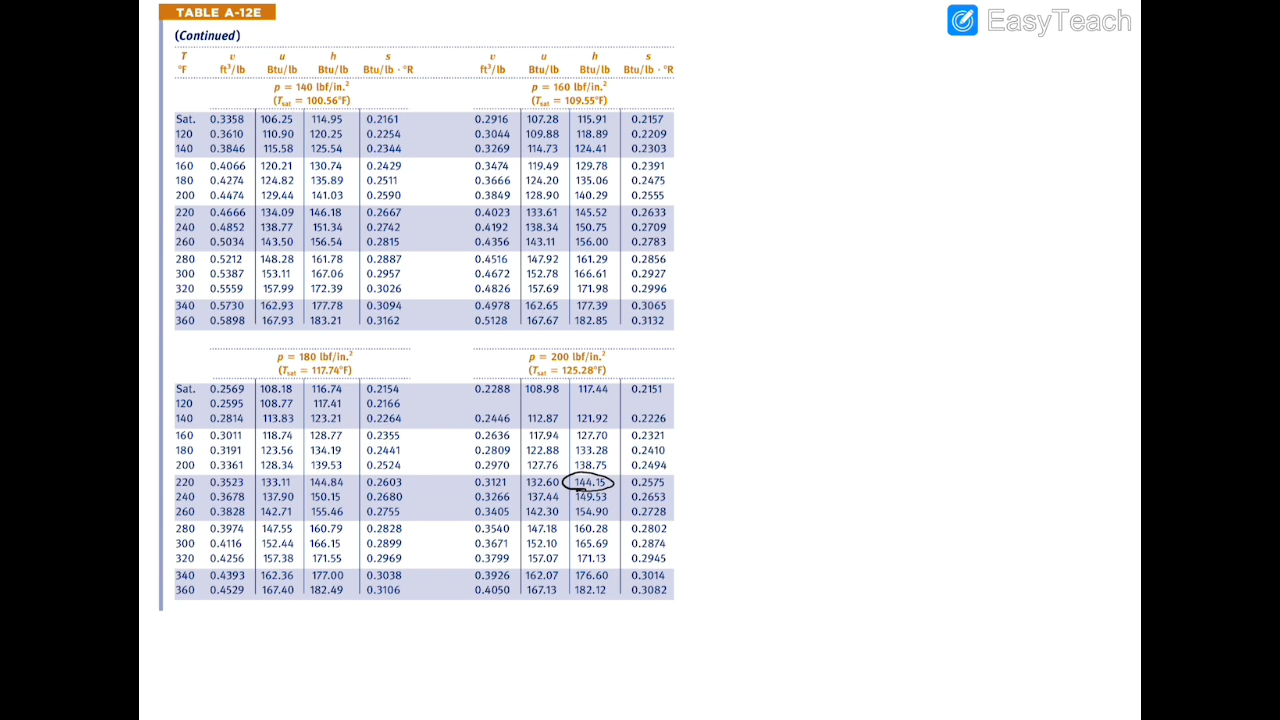 TABLE A-12E
EasyTeach
(Continued)
T v u h s v u h s
°F ft³/lb Btu/lb Btu/lb Btu/lb · °R ft³/lb Btu/lb Btu/lb Btu/lb · °R
p = 140 lbf/in.² p = 160 lbf/in.²
(Tsat = 100.56°F) (Tsat = 109.55°F)
Sat. 0.3358 106.25 114.95 0.2161 0.2916 107.28 115.91 0.2157
120 0.3610 110.90 120.25 0.2254 0.3044 109.88 118.89 0.2209
140 0.3846 115.58 125.54 0.2344 0.3269 114.73 124.41 0.2303
160 0.4066 120.21 130.74 0.2429 0.3474 119.49 129.78 0.2391
180 0.4274 124.82 135.89 0.2511 0.3666 124.20 135.06 0.2475
200 0.4474 129.44 141.03 0.2590 0.3849 128.90 140.29 0.2555
220 0.4666 134.09 146.18 0.2667 0.4023 133.61 145.52 0.2633
240 0.4852 138.77 151.34 0.2742 0.4192 138.34 150.75 0.2709
260 0.5034 143.50 156.54 0.2815 0.4356 143.11 156.00 0.2783
280 0.5212 148.28 161.78 0.2887 0.4516 147.92 161.29 0.2856
300 0.5387 153.11 167.06 0.2957 0.4672 152.78 166.61 0.2927
320 0.5559 157.99 172.39 0.3026 0.4826 157.69 171.98 0.2996
340 0.5730 162.93 177.78 0.3094 0.4978 162.65 177.39 0.3065
360 0.5898 167.93 183.21 0.3162 0.5128 167.67 182.85 0.3132
p = 180 lbf/in.² p = 200 lbf/in.²
(Tsat = 117.74°F) (Tsat = 125.28°F)
Sat. 0.2569 108.18 116.74 0.2154 0.2288 108.98 117.44 0.2151
120 0.2595 108.77 117.41 0.2166
140 0.2814 113.83 123.21 0.2264 0.2446 112.87 121.92 0.2226
160 0.3011 118.74 128.77 0.2355 0.2636 117.94 127.70 0.2321
180 0.3191 123.56 134.19 0.2441 0.2809 122.88 133.28 0.2410
200 0.3361 128.34 139.53 0.2524 0.2970 127.76 138.75 0.2494
220 0.3523 133.11 144.84 0.2603 0.3121 132.60 144.15 0.2575
240 0.3678 137.90 150.15 0.2680 0.3266 137.44 149.53 0.2653
260 0.3828 142.71 155.46 0.2755 0.3405 142.30 154.90 0.2728
280 0.3974 147.55 160.79 0.2828 0.3540 147.18 160.28 0.2802
300 0.4116 152.44 166.15 0.2899 0.3671 152.10 165.69 0.2874
320 0.4256 157.38 171.55 0.2969 0.3799 157.07 171.13 0.2945
340 0.4393 162.36 177.00 0.3038 0.3926 162.07 176.60 0.3014
360 0.4529 167.40 182.49 0.3106 0.4050 167.13 182.12 0.3082